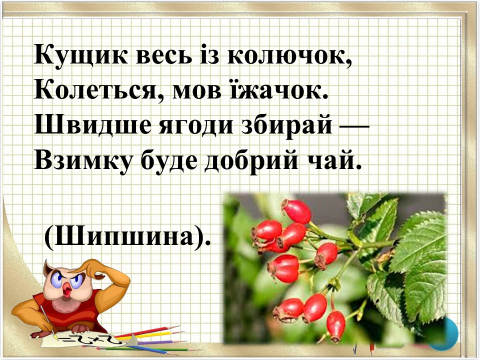 Кущик весь із колючок,
Колеться, мов їжачок.
Швидше ягоди збирай —
Взимку буде добрий чай.
(Шипшина).